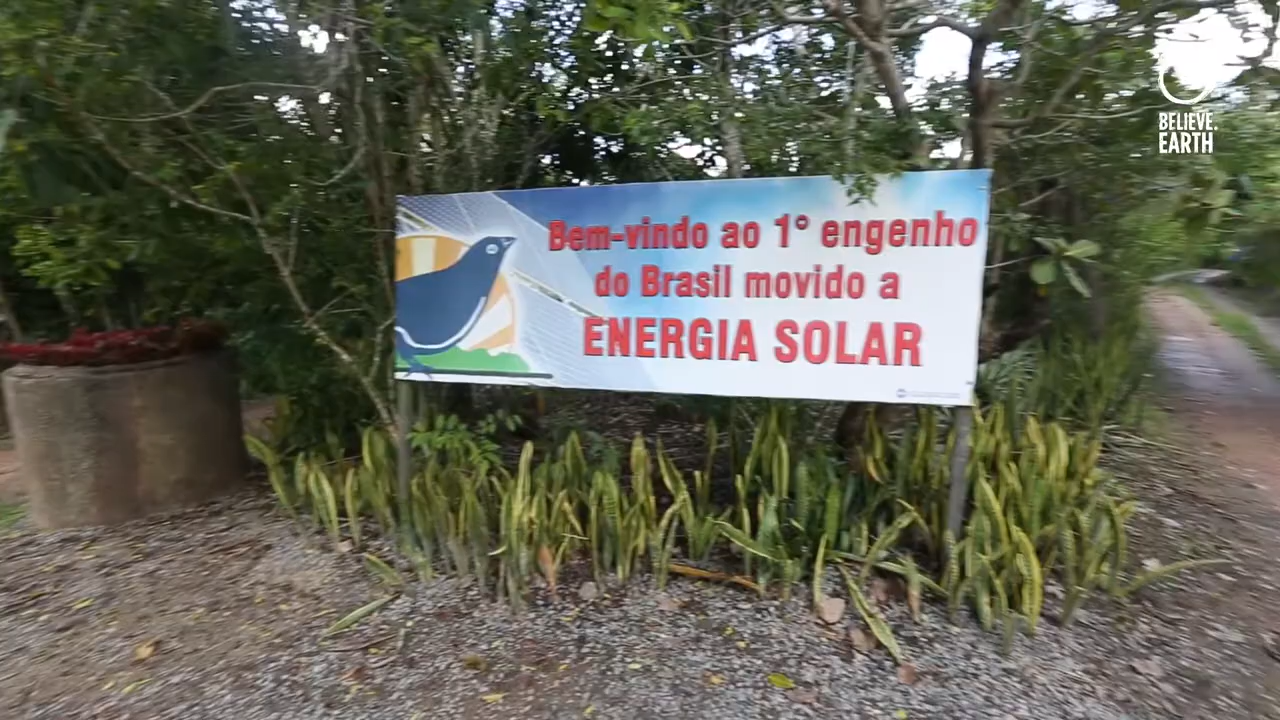 BELIEVE.
EARTH
Bem-vindo ao 1° engenho
do Brasil movido a
ENERGIA SOLAR